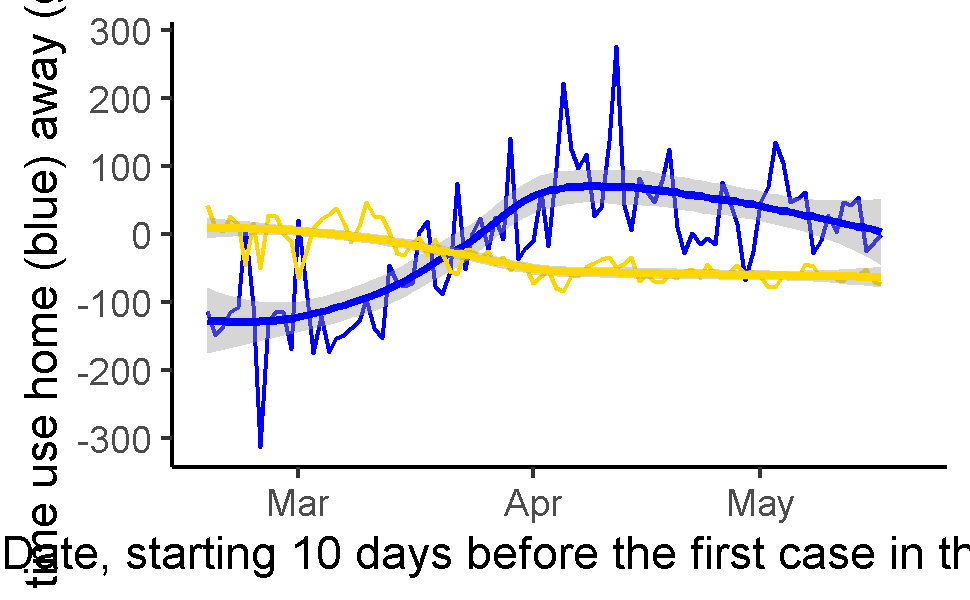 time use home (blue) away (
300
200
100
0
-100
-200
-300
Mar Apr May
Date, starting 10 days before the first case in th